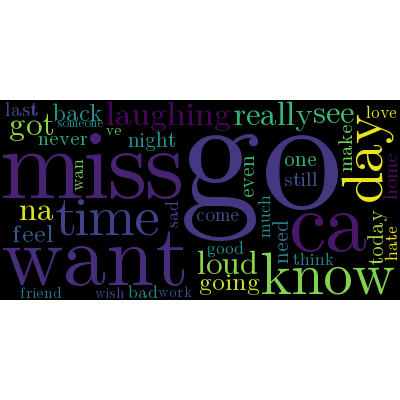 last back laughing really see love
got someone ve
never night make
miss go day
wan even one still home
na time sad come much ca today hate
feel need
want good loud think know
going
friend wish bad work